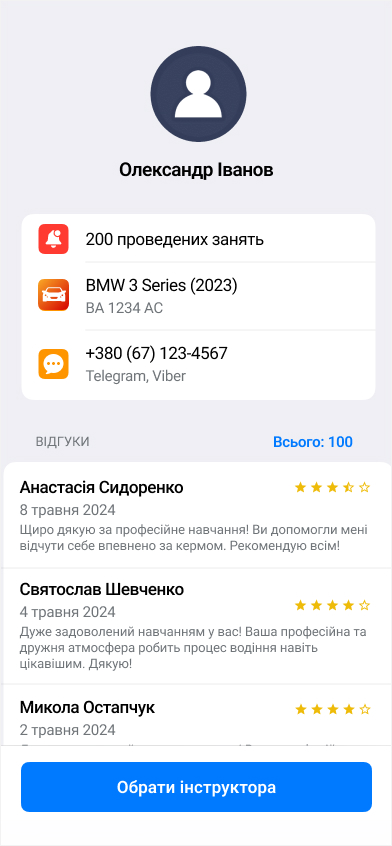 Олександр Іванов
200 проведених занять
BMW 3 Series (2023)
BA 1234 AC
+380 (67) 123-4567
Telegram, Viber
ВІДГУКИ
Всього: 100
Анастасія Сидоренко
8 травня 2024
Щиро дякую за професійне навчання! Ви допомогли мені
відчути себе впевнено за кермом. Рекомендую всім!
Святослав Шевченко
4 травня 2024
Дуже задоволений навчанням у вас! Ваша професійна та
дружня атмосфера робить процес водіння навіть
цікавішим. Дякую!
Микола Остапчук
2 травня 2024
Обрати інструктора